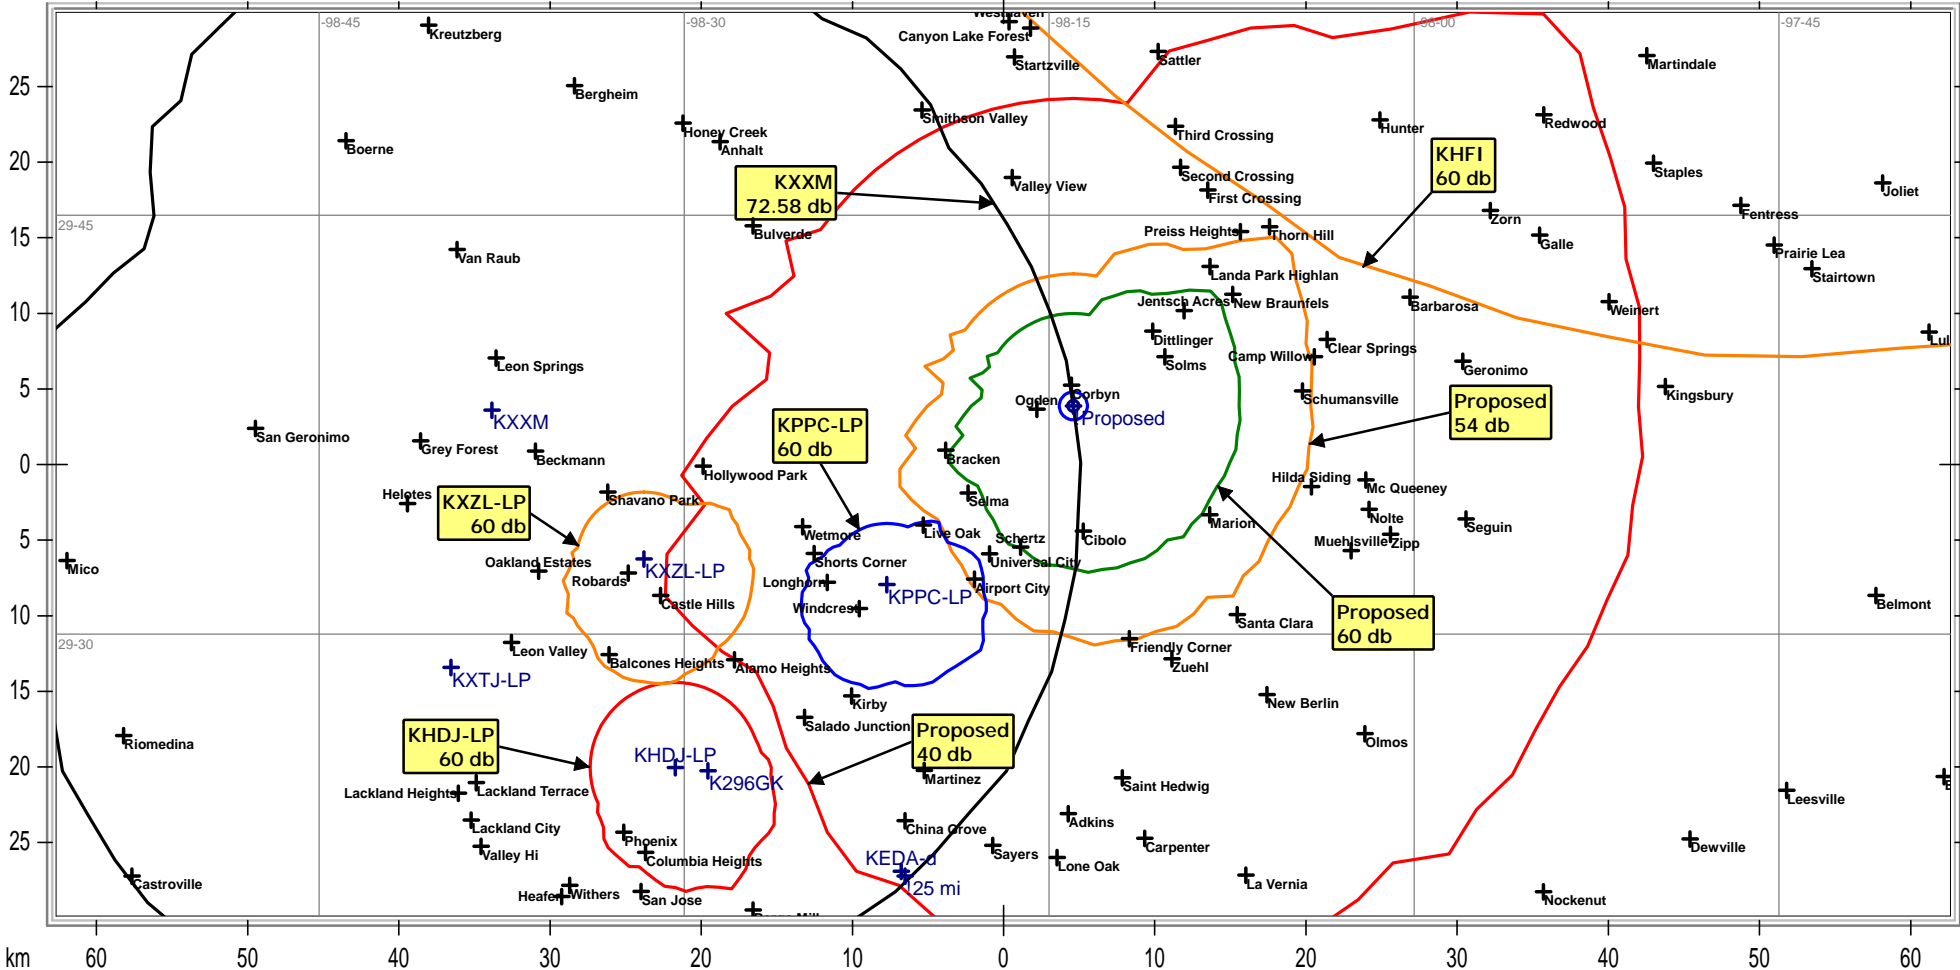 Westhaven
-98-45
-98-30
-98-15
-98-00
-97-45
Kreutzberg
Canyon Lake Forest
Startzville
Sattler
Martindale
25
Bergheim
Smithson Valley
Honey Creek
Anhalt
Boerne
Third Crossing
Hunter
Redwood
20
KHFI
60 db
KXXM
72.58 db
Valley View
Second Crossing
First Crossing
Staples
Joliet
Zorn
Fentress
29-45
15
Bulverde
Preiss Heights
Thorn Hill
Galle
Prairie Lea
Van Raub
Landa Park Highlan
Stairtown
10
Jentsch Acres
New Braunfels
Barbarosa
Weinert
Dittlinger
Solms
Camp Willow
Clear Springs
Lul
Leon Springs
Geronimo
5
Corbyn
Ogden
Proposed
Schumansville
Kingsbury
KXXM
KPPC-LP
60 db
Proposed
54 db
San Geronimo
Grey Forest
Beckmann
Bracken
0
Hollywood Park
Hilda Siding
Mc Queeney
Helotes
KXZL-LP
60 db
Shavano Park
Selma
Nolte
Seguin
5
Wetmore
Live Oak
Schertz
Cibolo
Marion
Muehlsville
Zipp
Mico
Oakland Estates
Robards
KXZL-LP
Shorts Corner
Universal City
Longhorn
KPPC-LP
Airport City
Castle Hills
Windcrest
10
Proposed
60 db
Santa Clara
Belmont
29-30
Leon Valley
Balcones Heights
Alamo Heights
Friendly Corner
Zuehl
KXTJ-LP
15
Kirby
Salado Junction
New Berlin
KHDJ-LP
60 db
Proposed
40 db
Riomedina
Olmos
20
KHDJ-LP
K296GK
Martinez
Saint Hedwig
Lackland Heights
Lackland Terrace
Leesville
Lackland City
Valley Hi
Phoenix
Columbia Heights
China Grove
Adkins
25
Sayers
Carpenter
Dewville
KEDA-d
125 mi
Lone Oak
Castroville
Heafer
Withers
San Jose
La Vernia
Nockenut
km
60
50
40
30
20
10
0
10
20
30
40
50
60